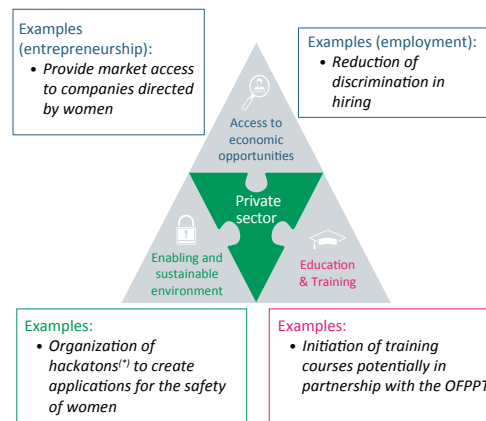 Examples
(entrepreneurship):
• Provide market access
to companies directed
by women
Examples (employment):
• Reduction of
discrimination in
hiring
Access to
economic
opportunities
Private
sector
Enabling and
sustainable
environment
Education
& Training
Examples:
• Organization of
hackatons(*) to create
applications for the safety
of women
Examples:
• Initiation of training
courses potentially in
partnership with the OFPPT